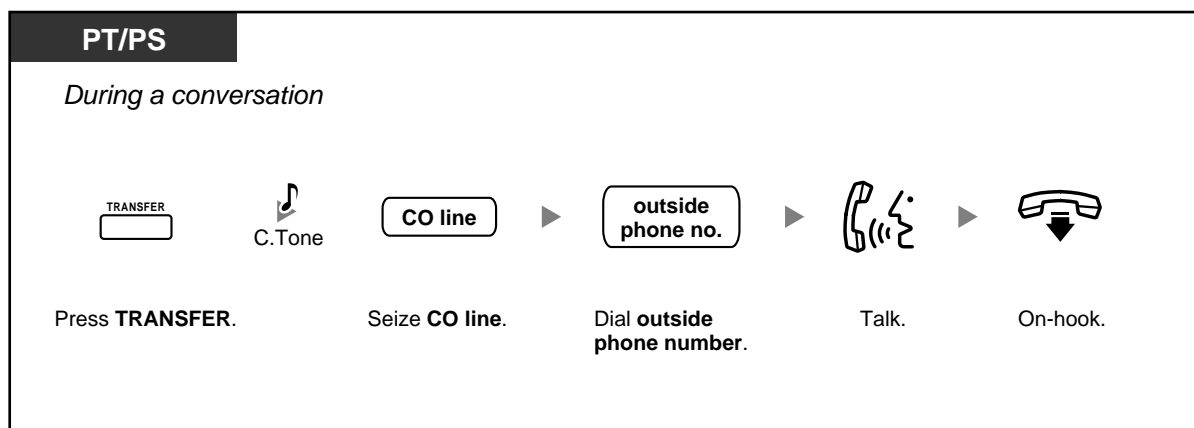 PT/PS
During a conversation
TRANSFER
C.Tone
CO line
outside
phone no.
Press TRANSFER.
Seize CO line.
Dial outside
phone number.
Talk.
On-hook.